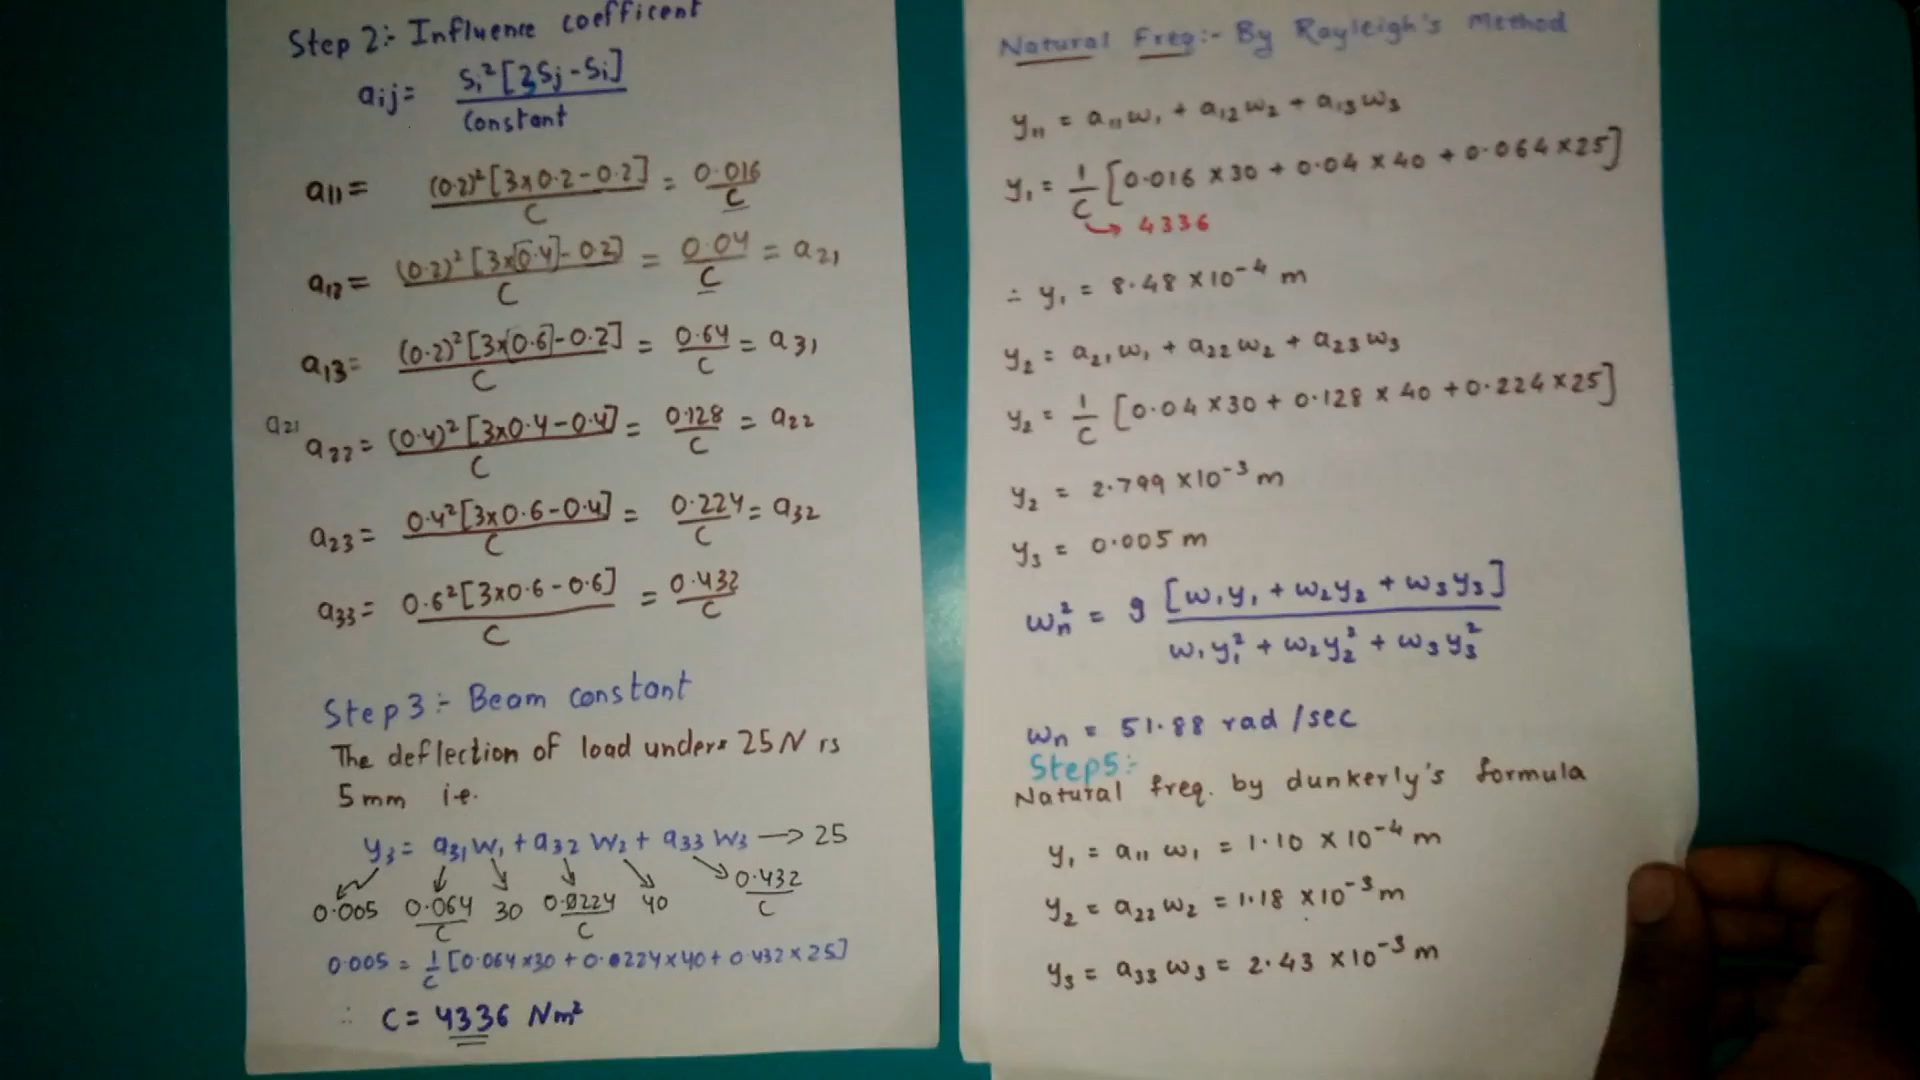 Step 2:- Influence coefficent
aij = Si²[3Sj - Si] / Constant
a11 = (0.2)²[3x0.2-0.2] / C = 0.016 / C
a12 = (0.2)²[3x[0.4]-0.2] / C = 0.04 / C = a21
a13 = (0.2)²[3x[0.6]-0.2] / C = 0.64 / C = a31
a21
a22 = (0.4)²[3x0.4-0.4] / C = 0.128 / C = a22
a23 = 0.4²[3x0.6-0.4] / C = 0.224 / C = a32
a33 = 0.6²[3x0.6-0.6] / C = 0.432 / C
Step 3:- Beam constant
The deflection of load under 25N is
5mm i.e.
y3 = a31 W1 + a32 W2 + a33 W3 → 25
0.005 0.064 / C 30 0.0224 / C 40 0.432 / C
0.005 = 1/C [0.064x30 + 0.0224x40 + 0.432x25]
∴ C = 4336 Nm²
Natural Freq:- By Rayleigh's Method
y11 = a11 w1 + a12 w2 + a13 w3
y1 = 1/C [0.016 x 30 + 0.04 x 40 + 0.064 x 25]
→ 4336
∴ y1 = 8.48 x 10⁻⁴ m
y2 = a21 w1 + a22 w2 + a23 w3
y2 = 1/C [0.04 x 30 + 0.128 x 40 + 0.224 x 25]
y2 = 2.799 x 10⁻³ m
y3 = 0.005 m
ωn² = g [w1y1 + w2y2 + w3y3] / w1y1² + w2y2² + w3y3²
ωn = 51.88 rad/sec
Step 5:-
Natural freq. by dunkerly's formula
y1 = a11 w1 = 1.10 x 10⁻⁴ m
y2 = a22 w2 = 1.18 x 10⁻³ m
y3 = a33 w3 = 2.43 x 10⁻³ m